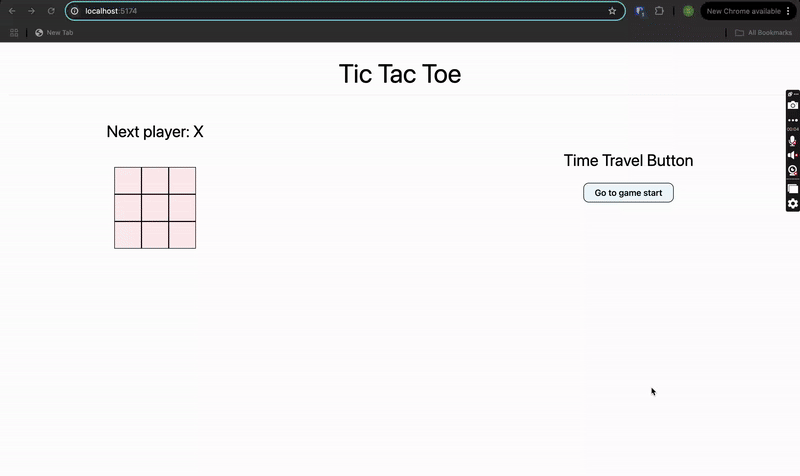 localhost:5174
New Chrome available
New Tab
All Bookmarks
Tic Tac Toe
Next player: X
Time Travel Button
Go to game start
00:04